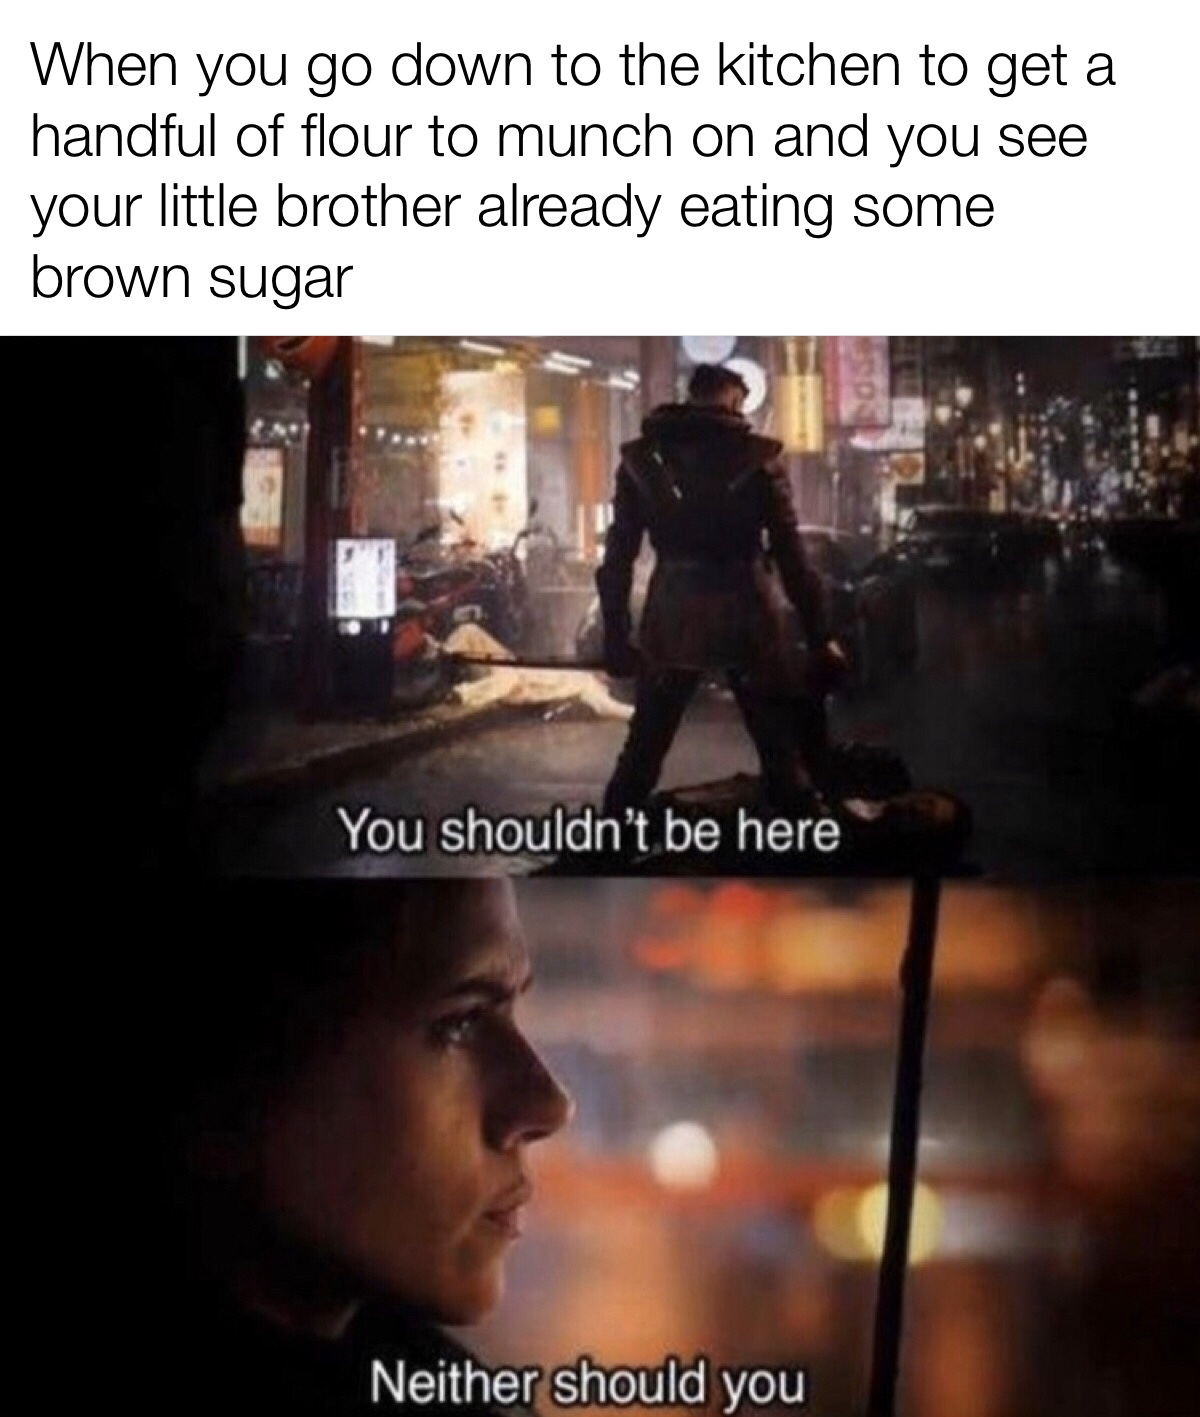 When you go down to the kitchen to get a
handful of flour to munch on and you see
your little brother already eating some
brown sugar
You shouldn't be here
Neither should you